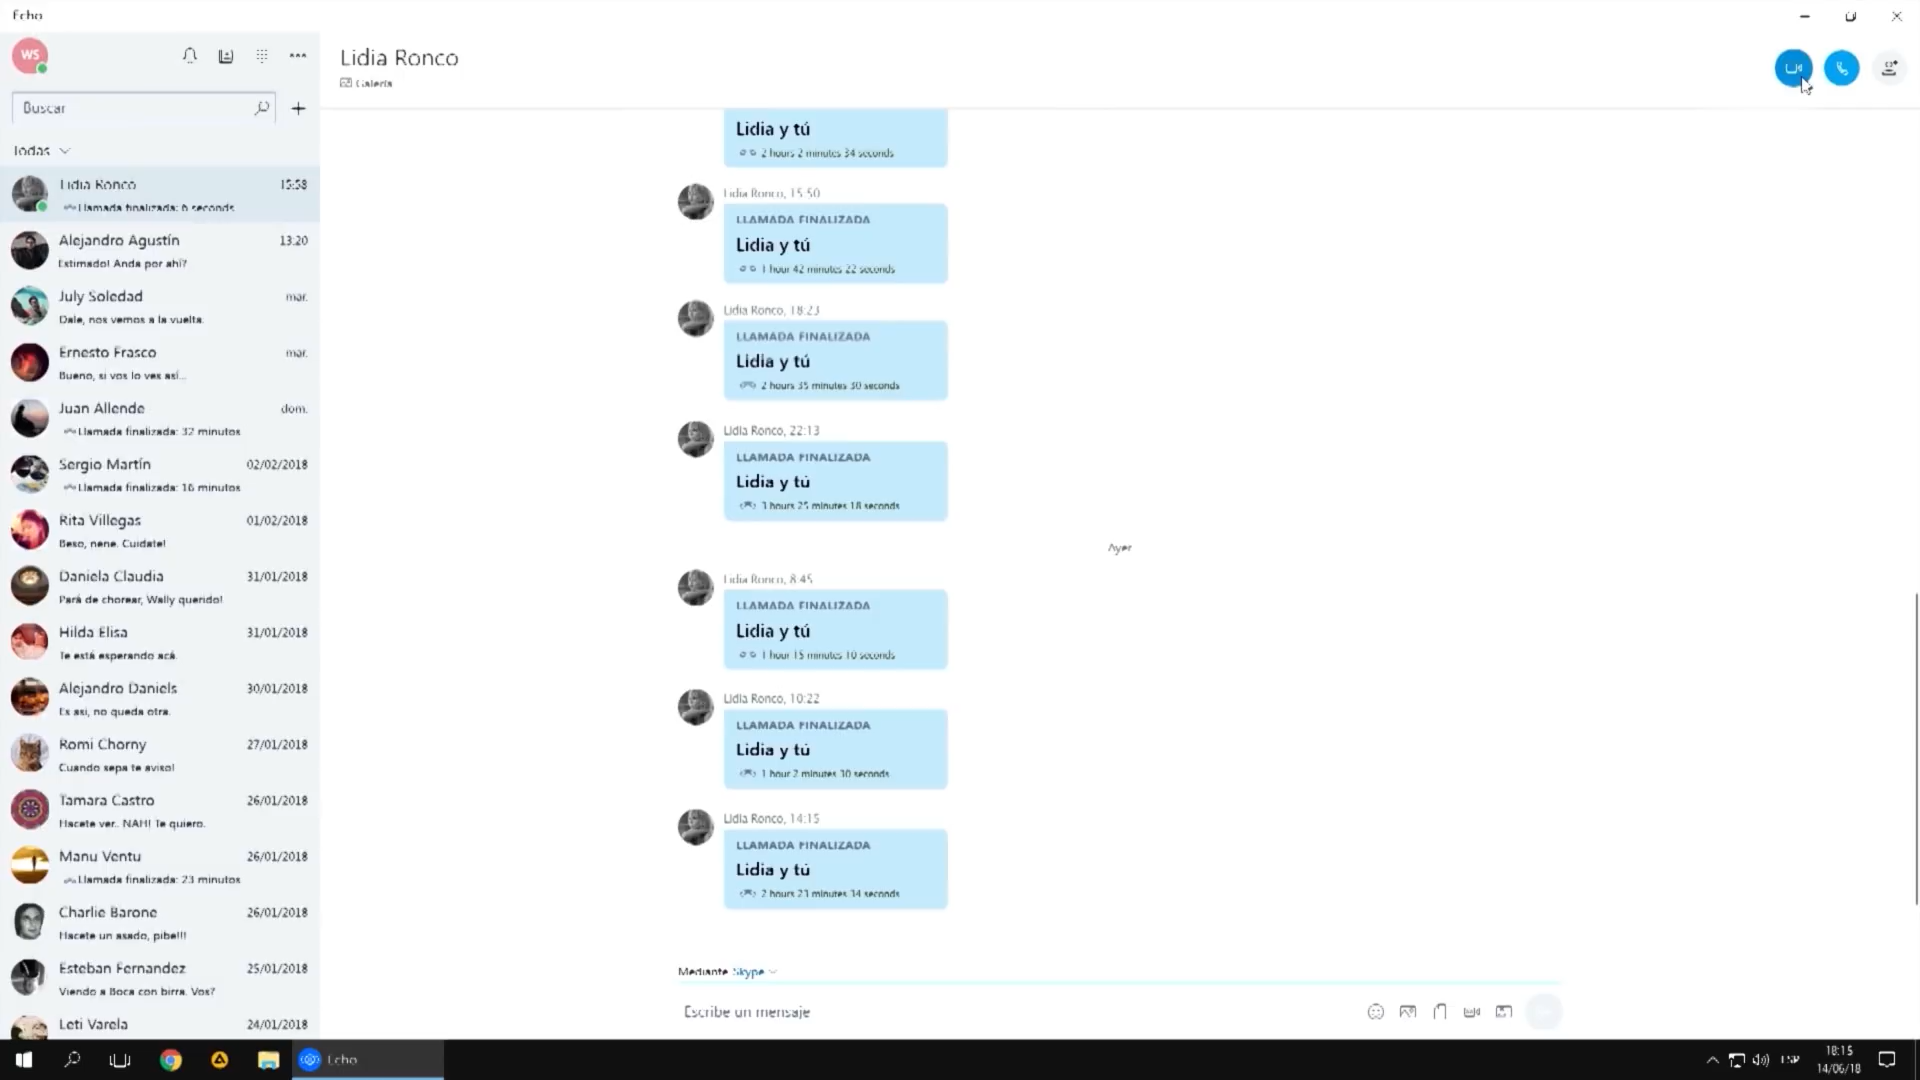 Echo
WS
Buscar
Todas
Lidia Ronco
15:58
Llamada finalizada: 6 seconds
Alejandro Agustín
13:20
Estimado! Anda por ahí?
July Soledad
mar.
Dale, nos vemos a la vuelta.
Ernesto Frasco
mar.
Bueno, si vos lo ves así...
Juan Allende
dom.
Llamada finalizada: 32 minutos
Sergio Martín
02/02/2018
Llamada finalizada: 16 minutos
Rita Villegas
01/02/2018
Beso, nene. Cuidate!
Daniela Claudia
31/01/2018
Pará de chorear, Wally querido!
Hilda Elisa
31/01/2018
Te está esperando acá.
Alejandro Daniels
30/01/2018
Es asi, no queda otra.
Romi Chorny
27/01/2018
Cuando sepa te aviso!
Tamara Castro
26/01/2018
Hacete ver.. NAH! Te quiero.
Manu Ventu
26/01/2018
Llamada finalizada: 23 minutos
Charlie Barone
26/01/2018
Hacete un asado, pibe!!!
Esteban Fernandez
25/01/2018
Viendo a Boca con birra. Vos?
Leti Varela
24/01/2018
Lidia Ronco
Galería
Lidia y tú
2 hours 2 minutes 34 seconds
Lidia Ronco, 15:50
LLAMADA FINALIZADA
Lidia y tú
1 hour 42 minutes 22 seconds
Lidia Ronco, 18:23
LLAMADA FINALIZADA
Lidia y tú
2 hours 35 minutes 30 seconds
Lidia Ronco, 22:13
LLAMADA FINALIZADA
Lidia y tú
3 hours 25 minutes 18 seconds
Ayer
Lidia Ronco, 8:45
LLAMADA FINALIZADA
Lidia y tú
1 hour 15 minutes 10 seconds
Lidia Ronco, 10:22
LLAMADA FINALIZADA
Lidia y tú
1 hour 2 minutes 30 seconds
Lidia Ronco, 14:15
LLAMADA FINALIZADA
Lidia y tú
2 hours 23 minutes 34 seconds
Mediante Skype
Escribe un mensaje
Echo
ESP
18:15
14/06/18